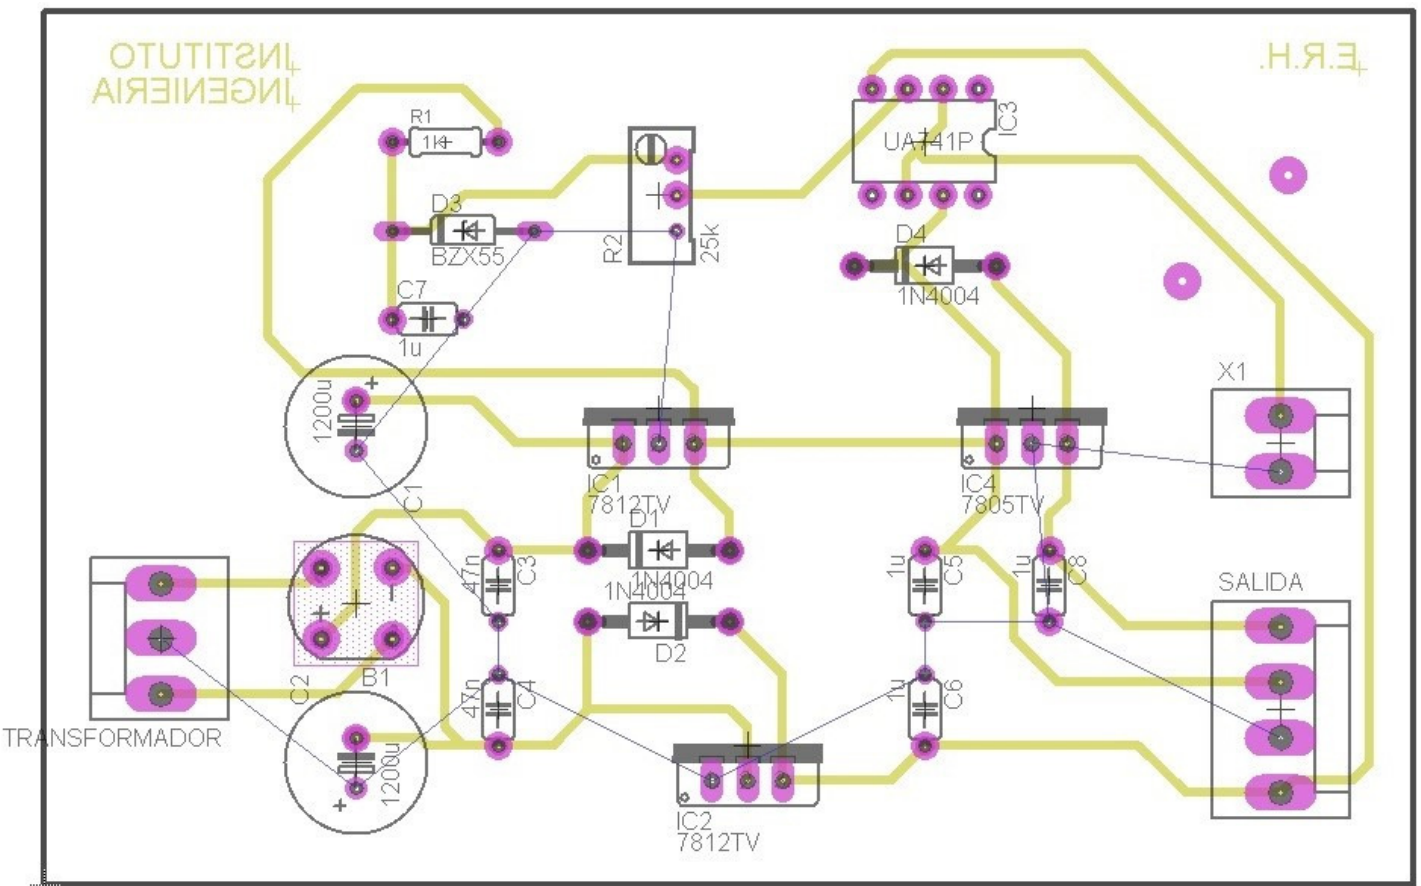 INSTITUTO
INGENIERIA
E.R.H.
R1
1K
UA741P
IC3
D3
BZX55
R2
25k
D4
1N4004
C7
1u
X1
1200u
C1
IC1
7812TV
IC4
7805TV
D1
1N4004
47n
C3
1u
C5
1u
C8
SALIDA
1N4004
D2
B1
C2
47n
C4
1u
C6
TRANSFORMADOR
1200u
IC2
7812TV